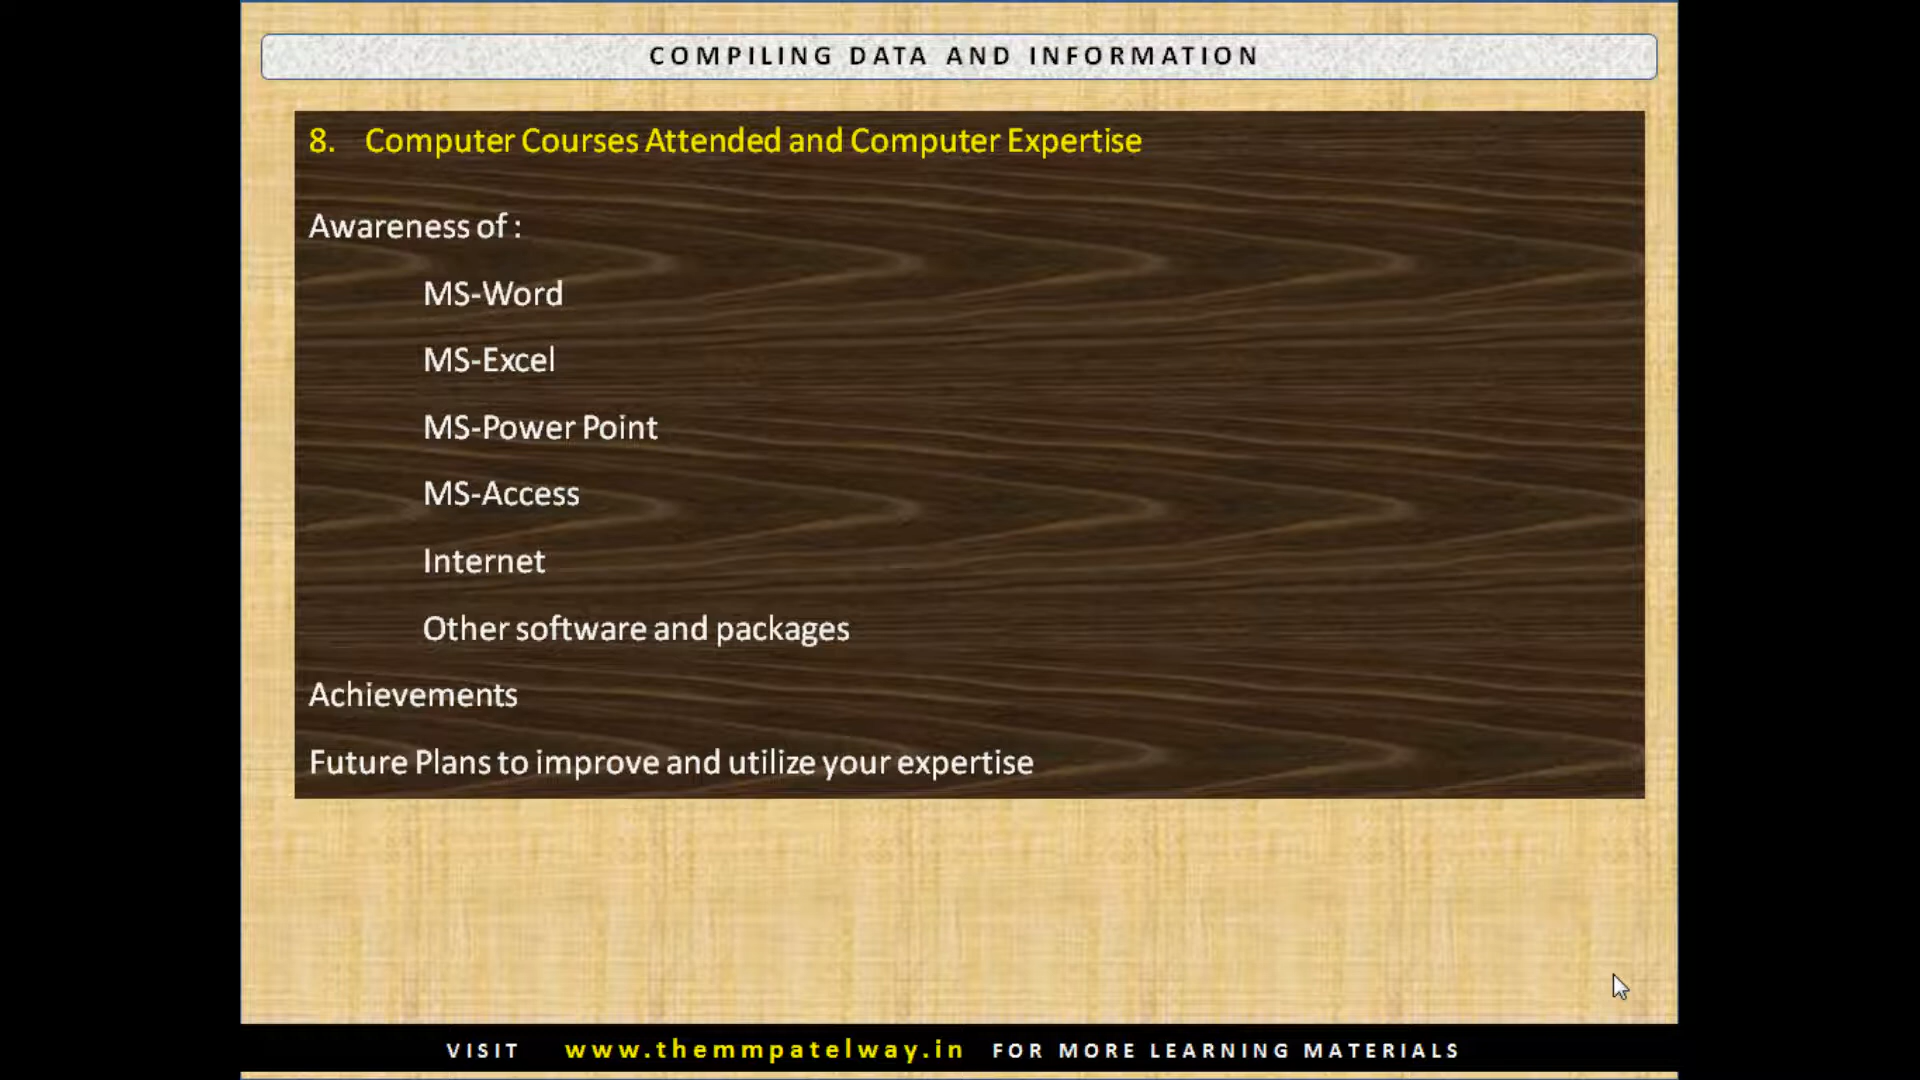 COMPILING DATA AND INFORMATION
8. Computer Courses Attended and Computer Expertise
Awareness of :
MS-Word
MS-Excel
MS-Power Point
MS-Access
Internet
Other software and packages
Achievements
Future Plans to improve and utilize your expertise
VISIT www.themmpatelway.in FOR MORE LEARNING MATERIALS